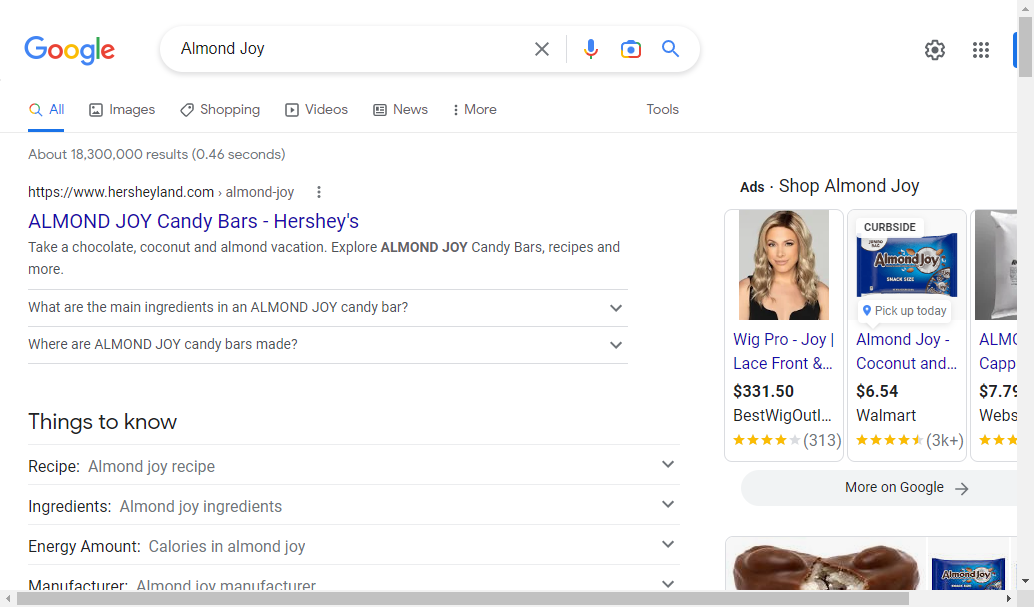 Google
Almond Joy
All
Images
Shopping
Videos
News
More
Tools
About 18,300,000 results (0.46 seconds)
https://www.hersheyland.com › almond-joy
ALMOND JOY Candy Bars - Hershey's
Take a chocolate, coconut and almond vacation. Explore ALMOND JOY Candy Bars, recipes and
more.
What are the main ingredients in an ALMOND JOY candy bar?
Where are ALMOND JOY candy bars made?
Things to know
Recipe: Almond joy recipe
Ingredients: Almond joy ingredients
Energy Amount: Calories in almond joy
Manufacturer: Almond joy manufacturer
Ads · Shop Almond Joy
Wig Pro - Joy |
Lace Front &...
$331.50
BestWigOutl...
(313)
CURBSIDE
JUMBO
BAG
Almond Joy
SNACK SIZE
Pick up today
Almond Joy -
Coconut and...
$6.54
Walmart
(3k+)
ALMO
Capp
$7.79
Webs
More on Google
Almond Joy